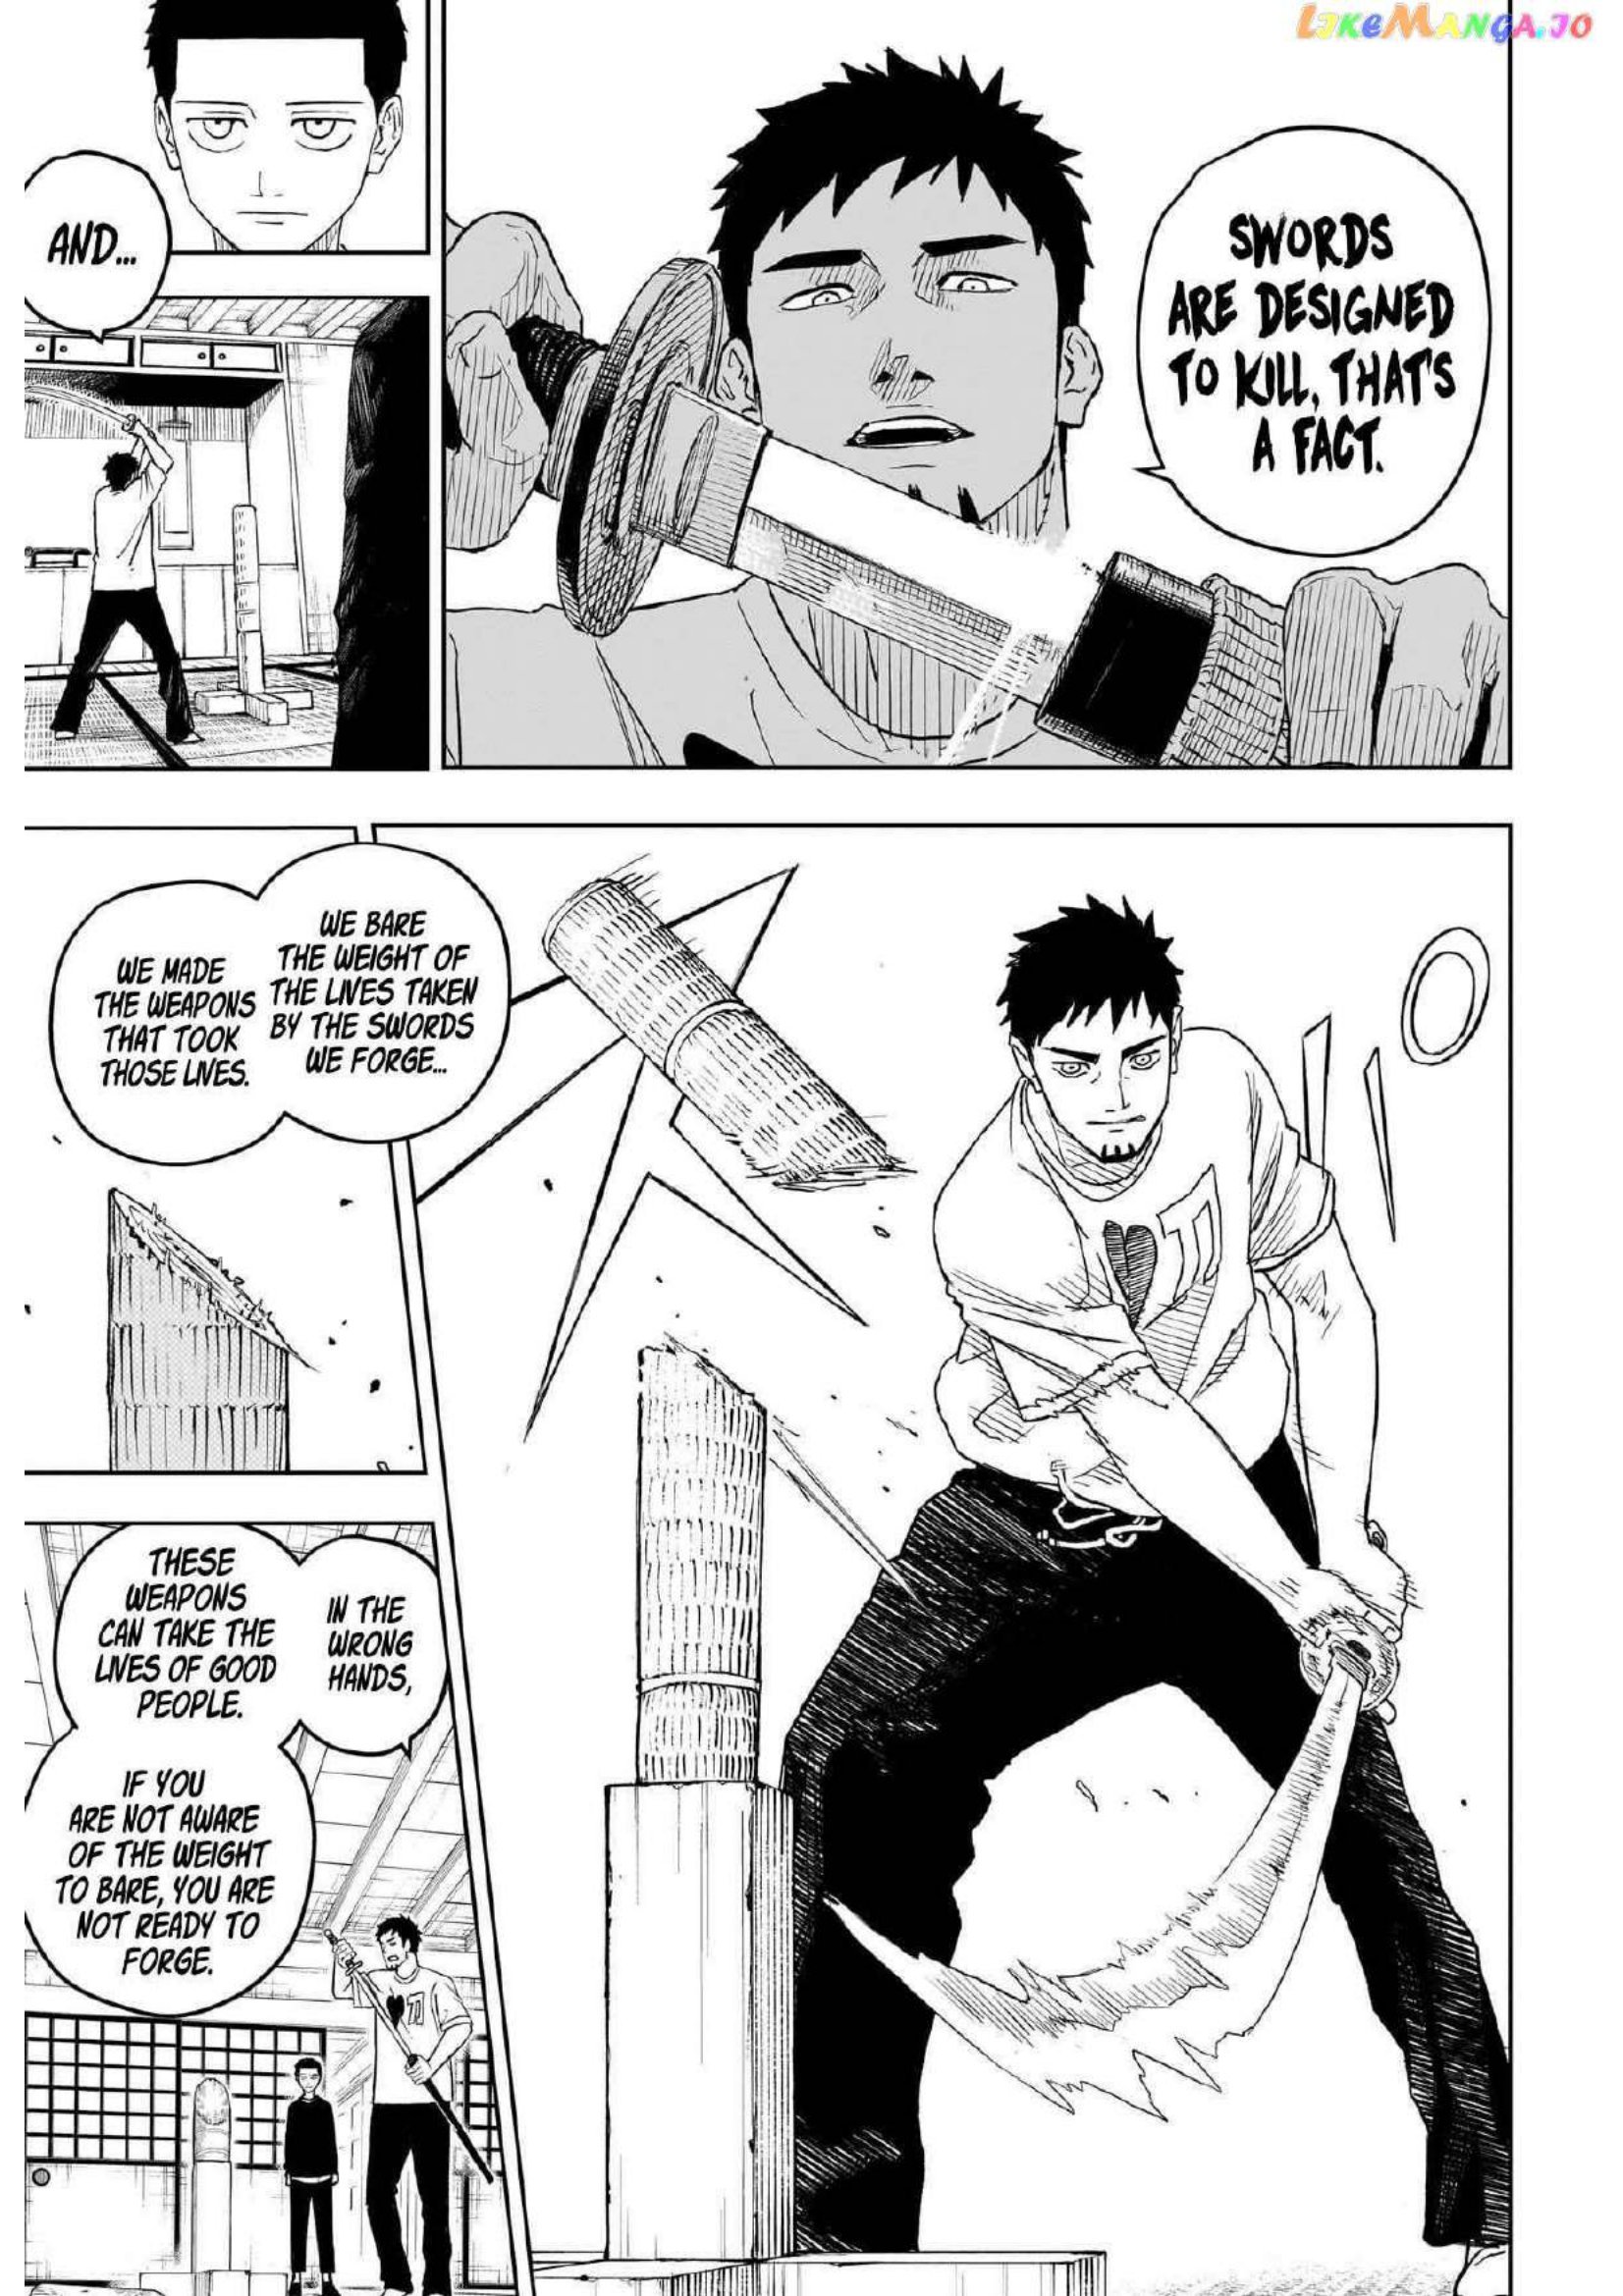 LIKEMANGA.IO
SWORDS
ARE DESIGNED
TO KILL, THAT'S
A FACT.
AND...
WE BARE
THE WEIGHT OF
THE LIVES TAKEN
BY THE SWORDS
WE FORGE...
WE MADE
THE WEAPONS
THAT TOOK
THOSE LIVES.
刀
IN THE
WRONG
HANDS,
THESE
WEAPONS
CAN TAKE THE
LIVES OF GOOD
PEOPLE.
IF YOU
ARE NOT AWARE
OF THE WEIGHT
TO BARE, YOU ARE
NOT READY TO
FORGE.
刀